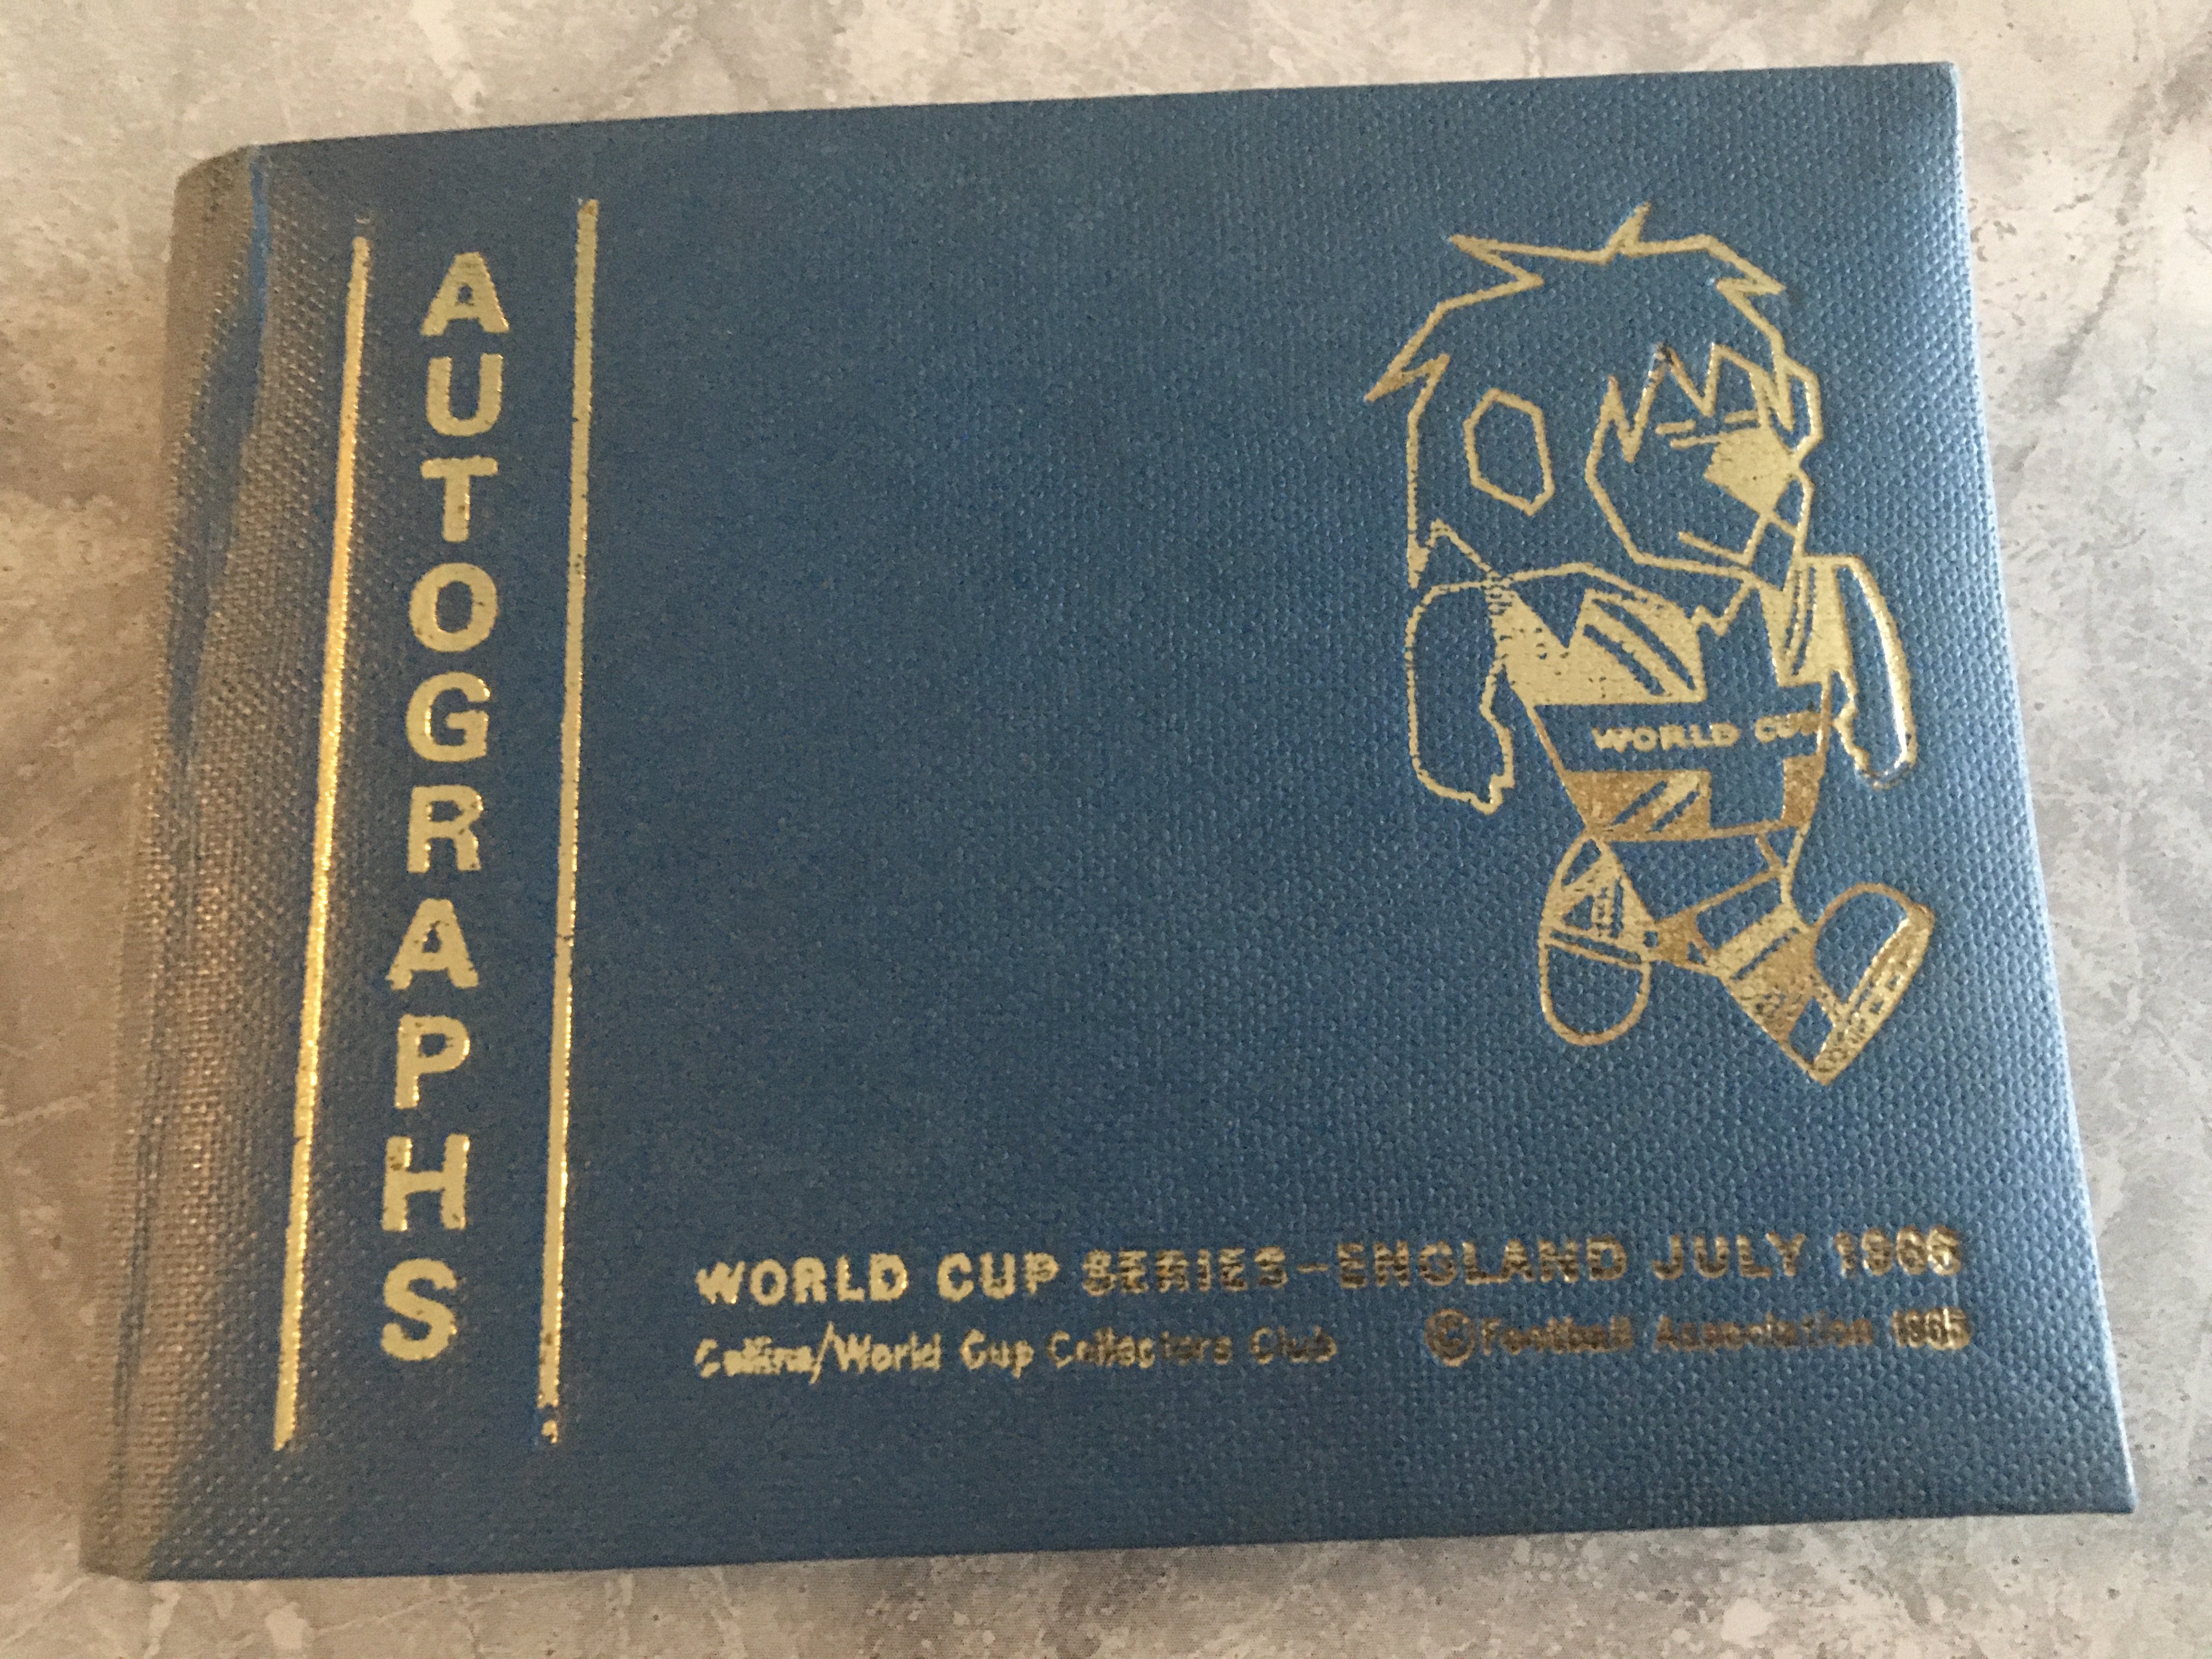 AUTOGRAPHS
WORLD CUP
WORLD CUP SERIES-ENGLAND JULY 1966
Collins/World Cup Collectors Club
©Football Association 1965